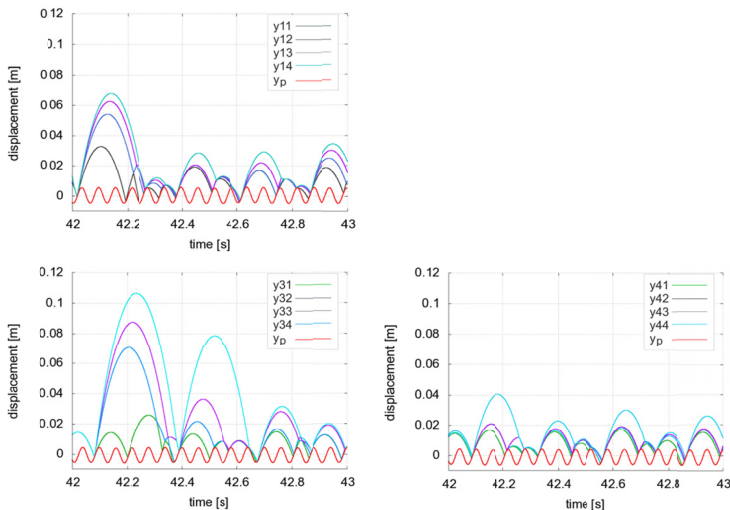 0.12
0.1
0.08
0.06
0.04
0.02
0
displacement [m]
y11
y12
y13
y14
yp
42 42.2 42.4 42.6 42.8 43
time [s]
0.12
0.1
0.08
0.06
0.04
0.02
0
displacement [m]
y31
y32
y33
y34
yp
42 42.2 42.4 42.6 42.8 43
time [s]
0.12
0.1
0.08
0.06
0.04
0.02
0
displacement [m]
y41
y42
y43
y44
yp
42 42.2 42.4 42.6 42.8 43
time [s]